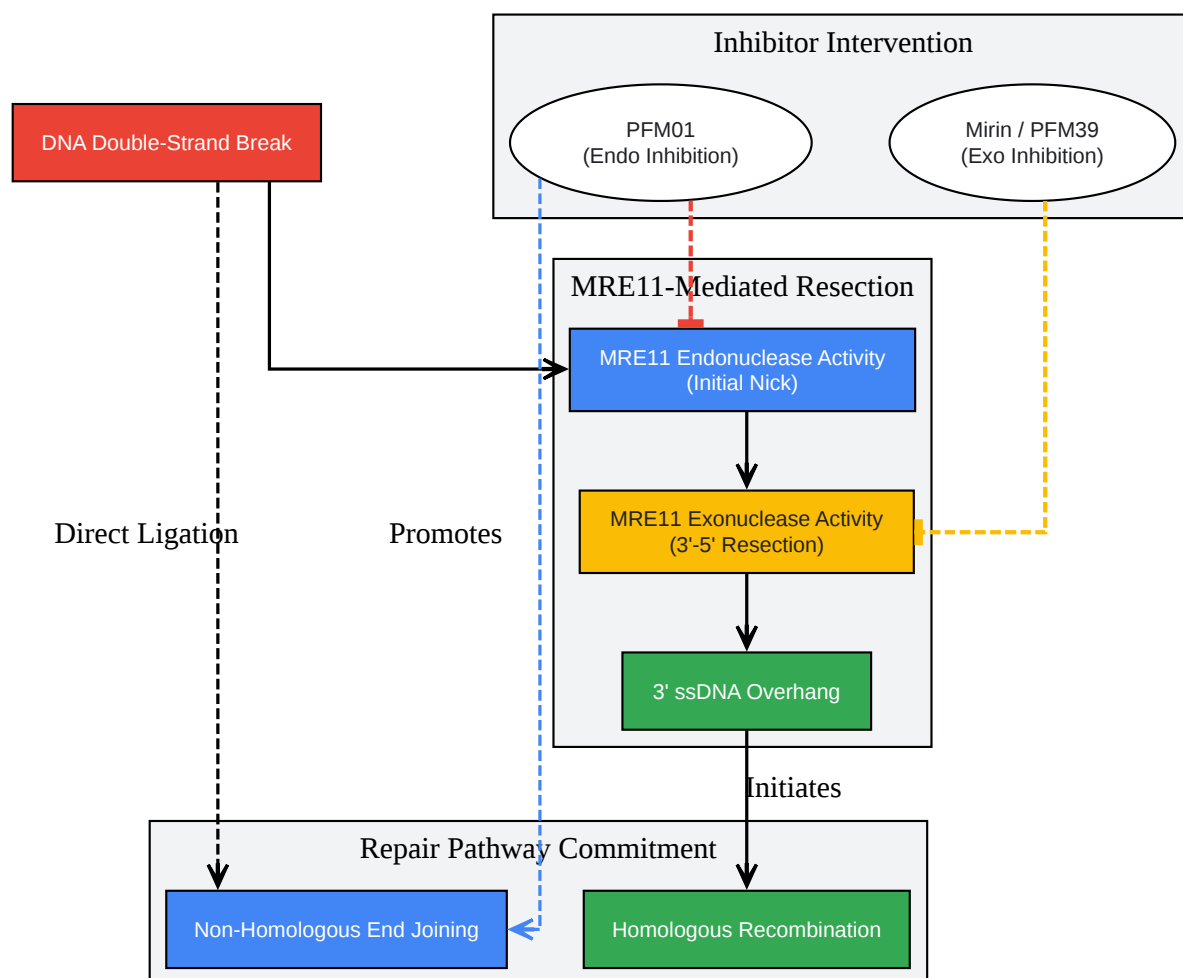 Inhibitor Intervention
DNA Double-Strand Break
PFM01
(Endo Inhibition)
Mirin / PFM39
(Exo Inhibition)
MRE11-Mediated Resection
MRE11 Endonuclease Activity
(Initial Nick)
MRE11 Exonuclease Activity
(3'-5' Resection)
Direct Ligation
Promotes
3' ssDNA Overhang
Initiates
Repair Pathway Commitment
Non-Homologous End Joining
Homologous Recombination